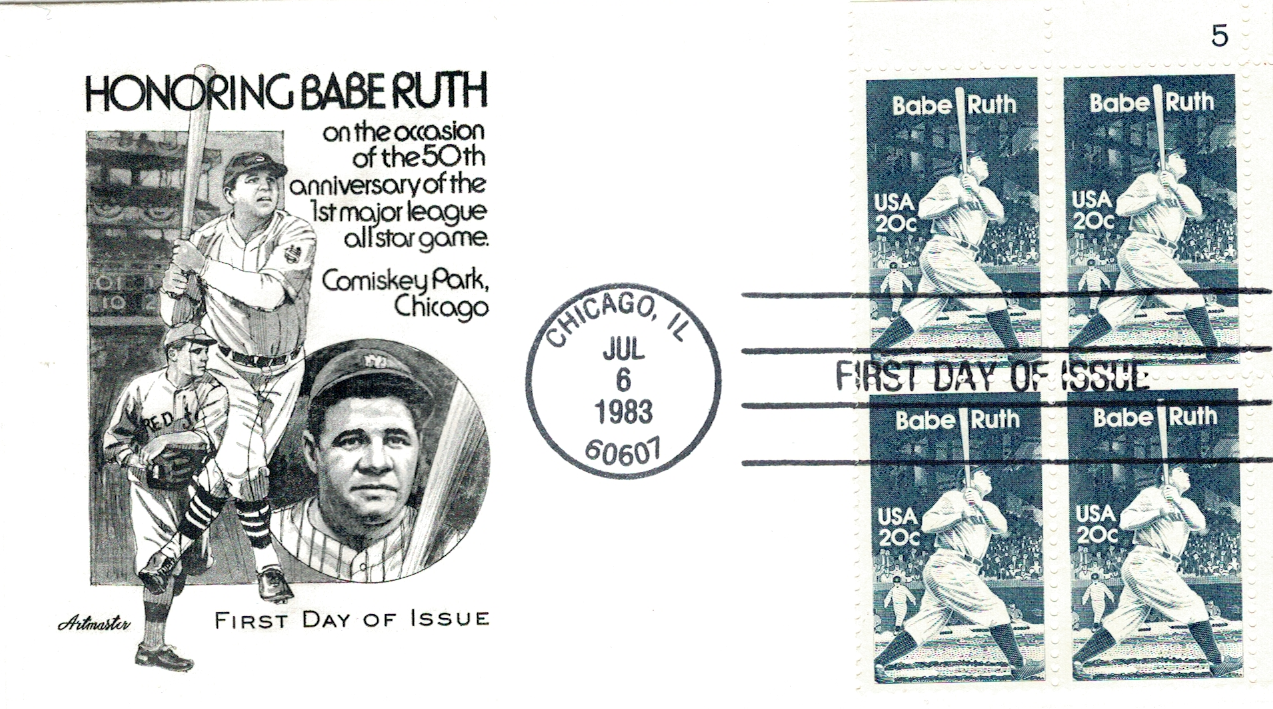 HONORING BABE RUTH
on the occasion
of the 50th
anniversary of the
1st major league
all star game.
Comiskey Park,
Chicago
RED S
NY
Artmaster
FIRST DAY OF ISSUE
CHICAGO, IL
JUL
6
1983
60607
5
Babe Ruth
USA
20c
Babe Ruth
USA
20c
FIRST DAY OF ISSUE
Babe Ruth
USA
20c
Babe Ruth
USA
20c